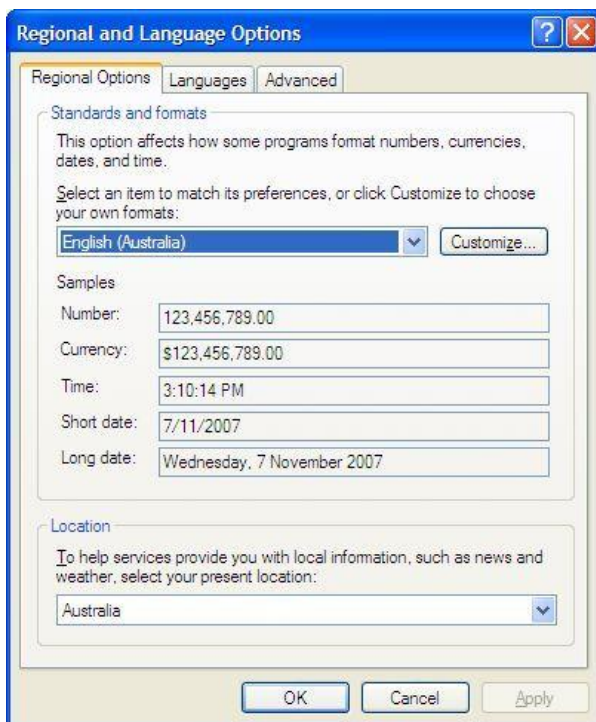 Regional and Language Options
Regional Options Languages Advanced
Standards and formats
This option affects how some programs format numbers, currencies,
dates, and time.
Select an item to match its preferences, or click Customize to choose
your own formats:
English (Australia) Customize...
Samples
Number: 123,456,789.00
Currency: $123,456,789.00
Time: 3:10:14 PM
Short date: 7/11/2007
Long date: Wednesday, 7 November 2007
Location
To help services provide you with local information, such as news and
weather, select your present location:
Australia
OK Cancel Apply